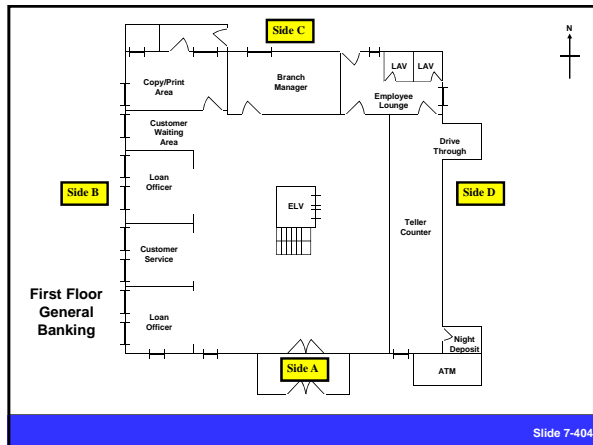 Side C
N
LAV LAV
Copy/Print
Area
Branch
Manager
Employee
Lounge
Customer
Waiting
Area
Drive
Through
Loan
Officer
Side B
Side D
ELV
Teller
Counter
Customer
Service
First Floor
General
Banking
Loan
Officer
Night
Deposit
Side A
ATM
Slide 7-404